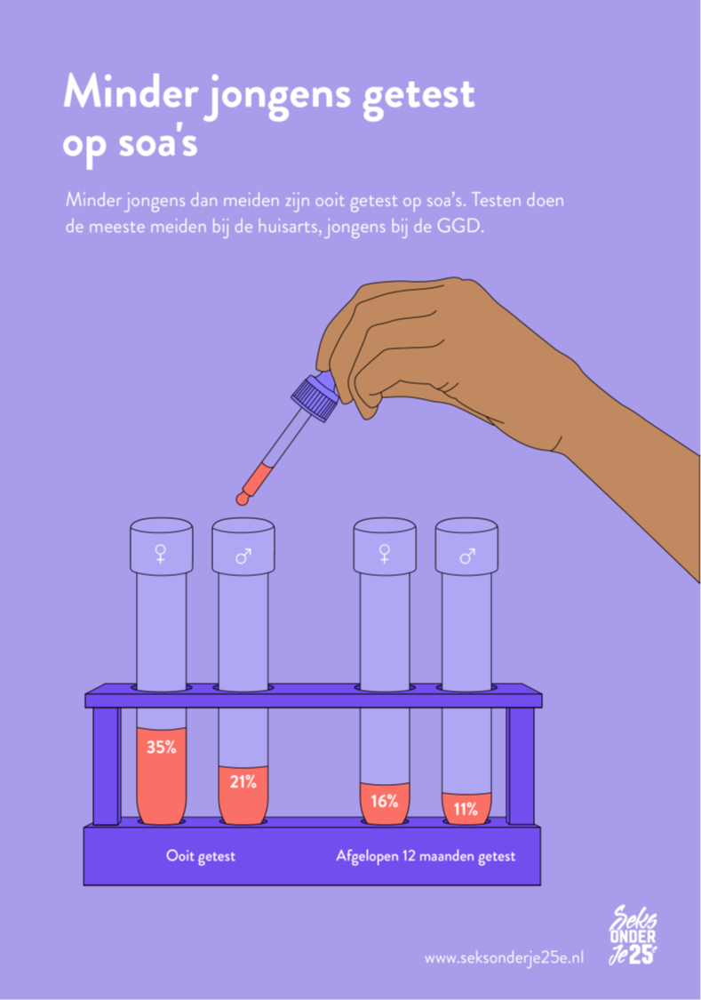 Minder jongens getest
op soa's
Minder jongens dan meiden zijn ooit getest op soa’s. Testen doen
de meeste meiden bij de huisarts, jongens bij de GGD.
♀ ♂ ♀ ♂
35%
21%
16%
11%
Ooit getest
Afgelopen 12 maanden getest
www.seksonderje25e.nl
Seks
ONDER
Je 25e